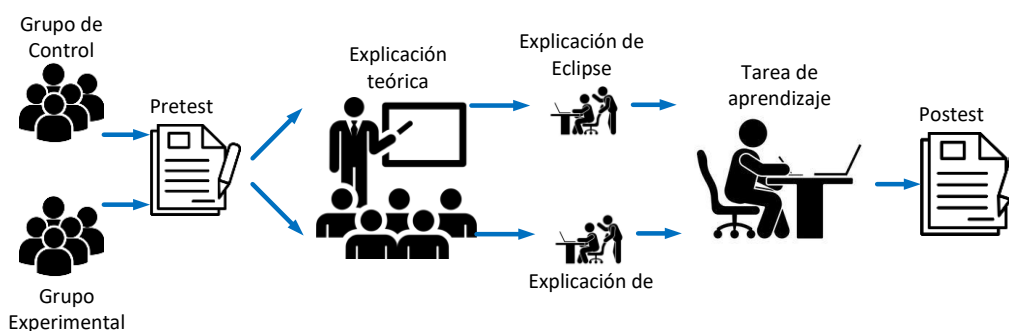 Grupo de
Control
Pretest
Explicación
teórica
Explicación de
Eclipse
Tarea de
aprendizaje
Postest
Explicación de
Grupo
Experimental